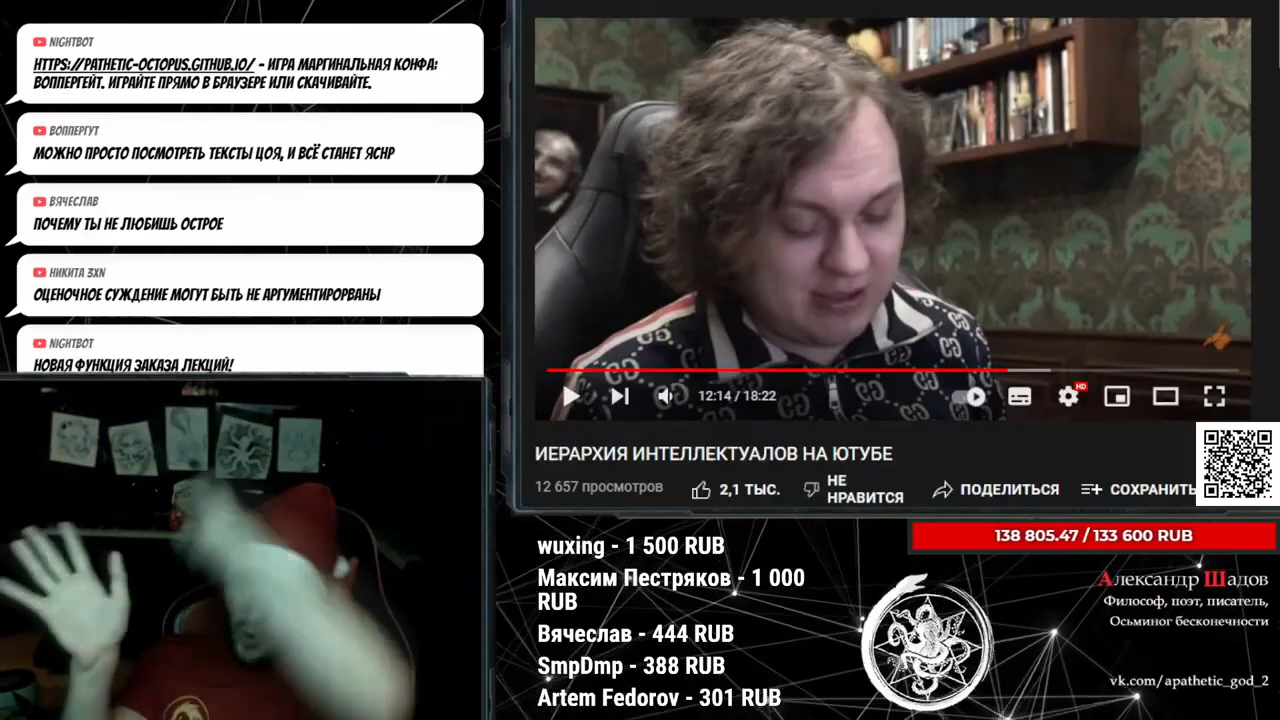 NIGHTBOT
HTTPS://PATHETIC-OCTOPUS.GITHUB.IO/ - ИГРА МАРГИНАЛЬНАЯ КОНФА:
ВОППЕРГЕЙТ. ИГРАЙТЕ ПРЯМО В БРАУЗЕРЕ ИЛИ СКАЧИВАЙТЕ.
ВОППЕРГУТ
МОЖНО ПРОСТО ПОСМОТРЕТЬ ТЕКСТЫ ЦОЯ, И ВСЁ СТАНЕТ ЯСНР
ВЯЧЕСЛАВ
ПОЧЕМУ ТЫ НЕ ЛЮБИШЬ ОСТРОЕ
НИКИТА 3XN
ОЦЕНОЧНОЕ СУЖДЕНИЕ МОГУТ БЫТЬ НЕ АРГУМЕНТИРОРВАНЫ
NIGHTBOT
НОВАЯ ФУНКЦИЯ ЗАКАЗА ЛЕКЦИЙ!
12:14 / 18:22
HD
ИЕРАРХИЯ ИНТЕЛЛЕКТУАЛОВ НА ЮТУБЕ
12 657 просмотров
2,1 ТЫС.
НЕ
НРАВИТСЯ
ПОДЕЛИТЬСЯ
СОХРАНИТЬ
138 805.47 / 133 600 RUB
wuxing - 1 500 RUB
Максим Пестряков - 1 000
RUB
Вячеслав - 444 RUB
SmpDmp - 388 RUB
Artem Fedorov - 301 RUB
Александр Шадов
Философ, поэт, писатель,
Осьминог бесконечности
vk.com/apathetic_god_2